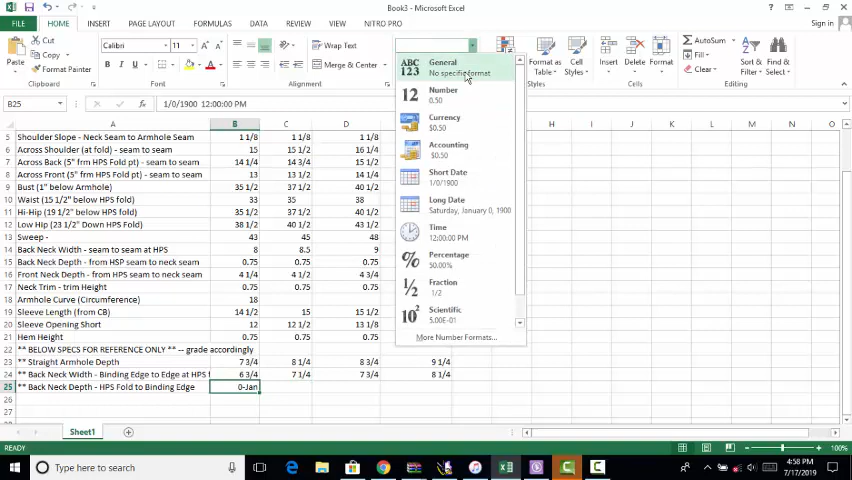 Book3 - Microsoft Excel
Sign in
FILE HOME INSERT PAGE LAYOUT FORMULAS DATA REVIEW VIEW NITRO PRO
Cut
Copy
Format Painter
Paste
Clipboard
Calibri 11
B I U
Font
Wrap Text
Merge & Center
Alignment
Format as Table
Cell Styles
Insert Delete Format
Cells
AutoSum
Fill
Clear
Sort & Filter
Find & Select
Editing
B25 1/0/1900 12:00:00 PM
B C D H I J K L M N O
5 Shoulder Slope - Neck Seam to Armhole Seam 1 1/8 1 1/8 1 1/8
6 Across Shoulder (at fold) - seam to seam 15 15 1/2 16 1/4
7 Across Back (5" frm HPS Fold pt) - seam to seam 14 1/4 14 3/4 15 1/2
8 Across Front (5" frm HPS Fold pt) - seam to seam 13 13 1/2 14 1/4
9 Bust (1" below Armhole) 35 1/2 37 1/2 40 1/2
10 Waist (15 1/2" below HPS fold) 33 35 38
11 Hi-Hip (19 1/2" below HPS fold) 35 1/2 37 1/2 40 1/2
12 Low Hip (23 1/2" Down HPS Fold) 38 1/2 40 1/2 43 1/2
13 Sweep - 43 45 48
14 Back Neck Width - seam to seam at HPS 8 8.5 9
15 Back Neck Depth - from HSP seam to neck seam 0.75 0.75 0.75
16 Front Neck Depth - from HPS seam to neck seam 4 1/4 4 1/2 4 3/4
17 Neck Trim - trim Height 0.75 0.75 0.75
18 Armhole Curve (Circumference) 18
19 Sleeve Length (from CB) 14 1/2 15 15 1/2
20 Sleeve Opening Short 12 12 1/2 13 1/8
21 Hem Height 0.75 0.75 0.75
22 ** BELOW SPECS FOR REFERENCE ONLY ** -- grade accordingly
23 ** Straight Armhole Depth 7 3/4 8 1/4 8 3/4 9 1/4
24 ** Back Neck Width - Binding Edge to Edge at HPS f 6 3/4 7 1/4 7 3/4 8 1/4
25 ** Back Neck Depth - HPS Fold to Binding Edge 0-Jan
26
27
28
ABC 123
General
No specific format
12
Number
0.50
Currency
$0.50
Accounting
$0.50
Short Date
1/0/1900
Long Date
Saturday, January 0, 1900
Time
12:00:00 PM
Percentage
50.00%
½
Fraction
1/2
10²
Scientific
5.00E-01
More Number Formats...
Sheet1
READY 100%
Type here to search
4:58 PM
7/17/2019